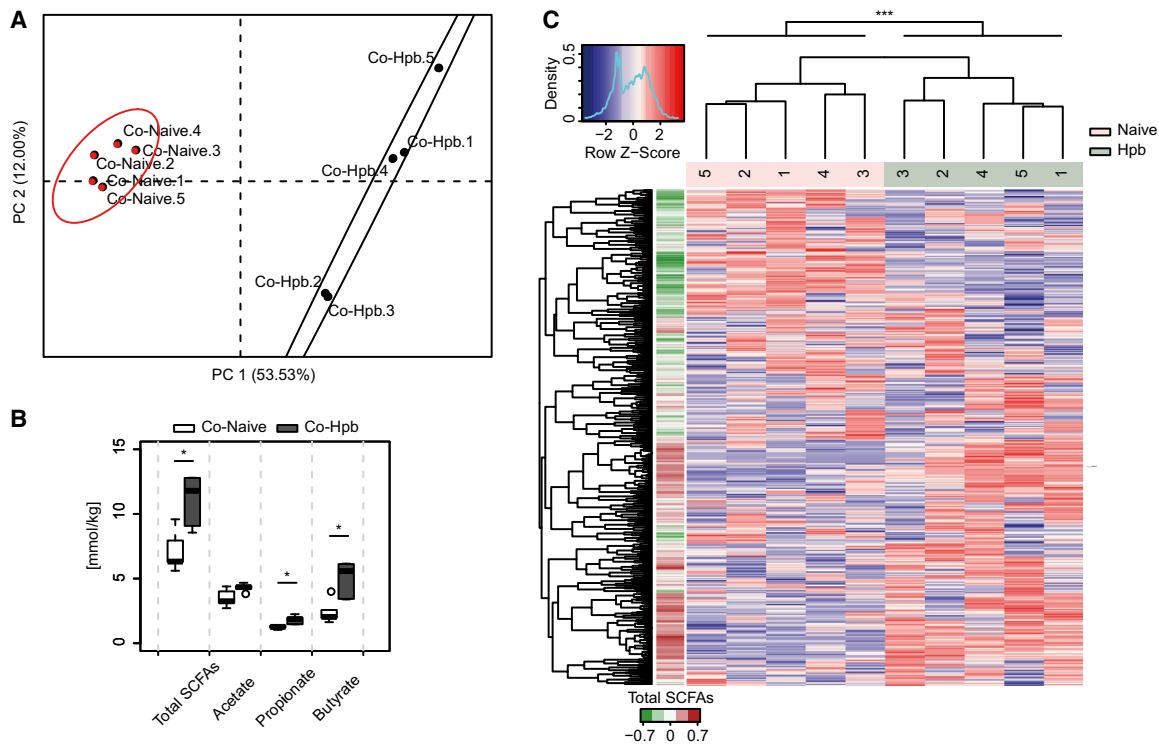 A
PC 2 (12.00%)
Co-Hpb.5
Co-Naive.4
Co-Naive.3
Co-Naive.2
Co-Naive.1
Co-Naive.5
Co-Hpb.1
Co-Hpb.4
Co-Hpb.2
Co-Hpb.3
PC 1 (53.53%)
B
Co-Naive Co-Hpb
[mmol/kg]
15
10
5
0
*
*
*
Total SCFAs
Acetate
Propionate
Butyrate
C
***
Density
0.5
0
−2 0 2
Row Z−Score
Naive
Hpb
5 2 1 4 3 3 2 4 5 1
Total SCFAs
−0.7 0 0.7